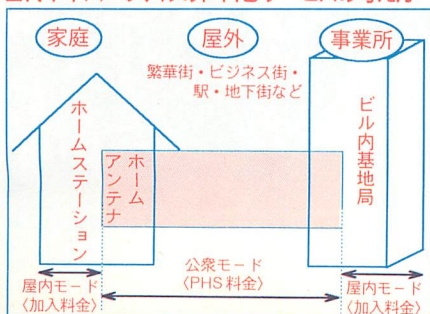 家庭
屋外
事業所
繁華街・ビジネス街・
駅・地下街など
ホームステーション
ホーム
アンテナ
ビル内基地局
公衆モード
〈PHS料金〉
屋内モード
〈加入料金〉
屋内モード
〈加入料金〉